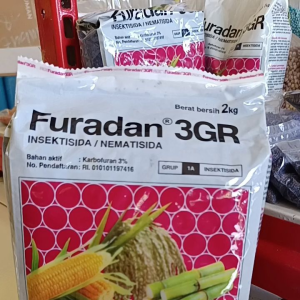 Furadan 3GR
INSEKTISIDA / NEMATISIDA
Berat bersih 2kg
Furadan® 3GR
INSEKTISIDA / NEMATISIDA
Bahan aktif : Karbofuran 3%
No. Pendaftaran: RI. 010101197416
GRUP 1A INSEKTISIDA